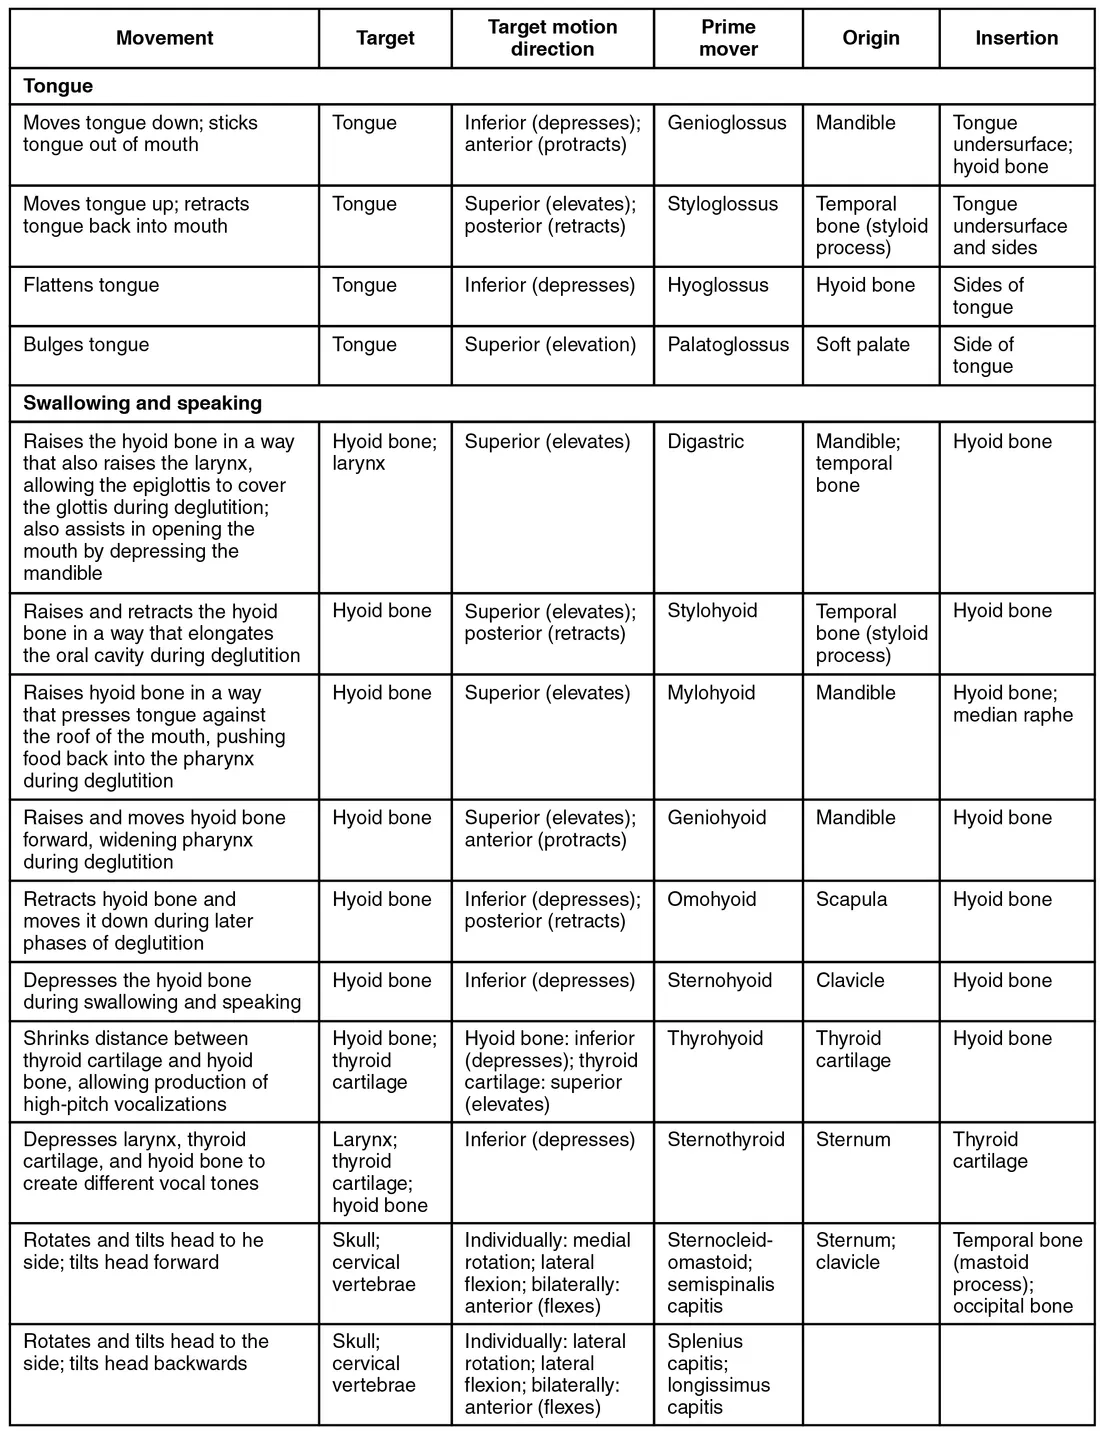 Movement
Target
Target motion
direction
Prime
mover
Origin
Insertion
Tongue
Moves tongue down; sticks
tongue out of mouth
Tongue
Inferior (depresses);
anterior (protracts)
Genioglossus
Mandible
Tongue
undersurface;
hyoid bone
Moves tongue up; retracts
tongue back into mouth
Tongue
Superior (elevates);
posterior (retracts)
Styloglossus
Temporal
bone (styloid
process)
Tongue
undersurface
and sides
Flattens tongue
Tongue
Inferior (depresses)
Hyoglossus
Hyoid bone
Sides of
tongue
Bulges tongue
Tongue
Superior (elevation)
Palatoglossus
Soft palate
Side of
tongue
Swallowing and speaking
Raises the hyoid bone in a way
that also raises the larynx,
allowing the epiglottis to cover
the glottis during deglutition;
also assists in opening the
mouth by depressing the
mandible
Hyoid bone;
larynx
Superior (elevates)
Digastric
Mandible;
temporal
bone
Hyoid bone
Raises and retracts the hyoid
bone in a way that elongates
the oral cavity during deglutition
Hyoid bone
Superior (elevates);
posterior (retracts)
Stylohyoid
Temporal
bone (styloid
process)
Hyoid bone
Raises hyoid bone in a way
that presses tongue against
the roof of the mouth, pushing
food back into the pharynx
during deglutition
Hyoid bone
Superior (elevates)
Mylohyoid
Mandible
Hyoid bone;
median raphe
Raises and moves hyoid bone
forward, widening pharynx
during deglutition
Hyoid bone
Superior (elevates);
anterior (protracts)
Geniohyoid
Mandible
Hyoid bone
Retracts hyoid bone and
moves it down during later
phases of deglutition
Hyoid bone
Inferior (depresses);
posterior (retracts)
Omohyoid
Scapula
Hyoid bone
Depresses the hyoid bone
during swallowing and speaking
Hyoid bone
Inferior (depresses)
Sternohyoid
Clavicle
Hyoid bone
Shrinks distance between
thyroid cartilage and hyoid
bone, allowing production of
high-pitch vocalizations
Hyoid bone;
thyroid
cartilage
Hyoid bone: inferior
(depresses); thyroid
cartilage: superior
(elevates)
Thyrohyoid
Thyroid
cartilage
Hyoid bone
Depresses larynx, thyroid
cartilage, and hyoid bone to
create different vocal tones
Larynx;
thyroid
cartilage;
hyoid bone
Inferior (depresses)
Sternothyroid
Sternum
Thyroid
cartilage
Rotates and tilts head to he
side; tilts head forward
Skull;
cervical
vertebrae
Individually: medial
rotation; lateral
flexion; bilaterally:
anterior (flexes)
Sternocleid-
omastoid;
semispinalis
capitis
Sternum;
clavicle
Temporal bone
(mastoid
process);
occipital bone
Rotates and tilts head to the
side; tilts head backwards
Skull;
cervical
vertebrae
Individually: lateral
rotation; lateral
flexion; bilaterally:
anterior (flexes)
Splenius
capitis;
longissimus
capitis